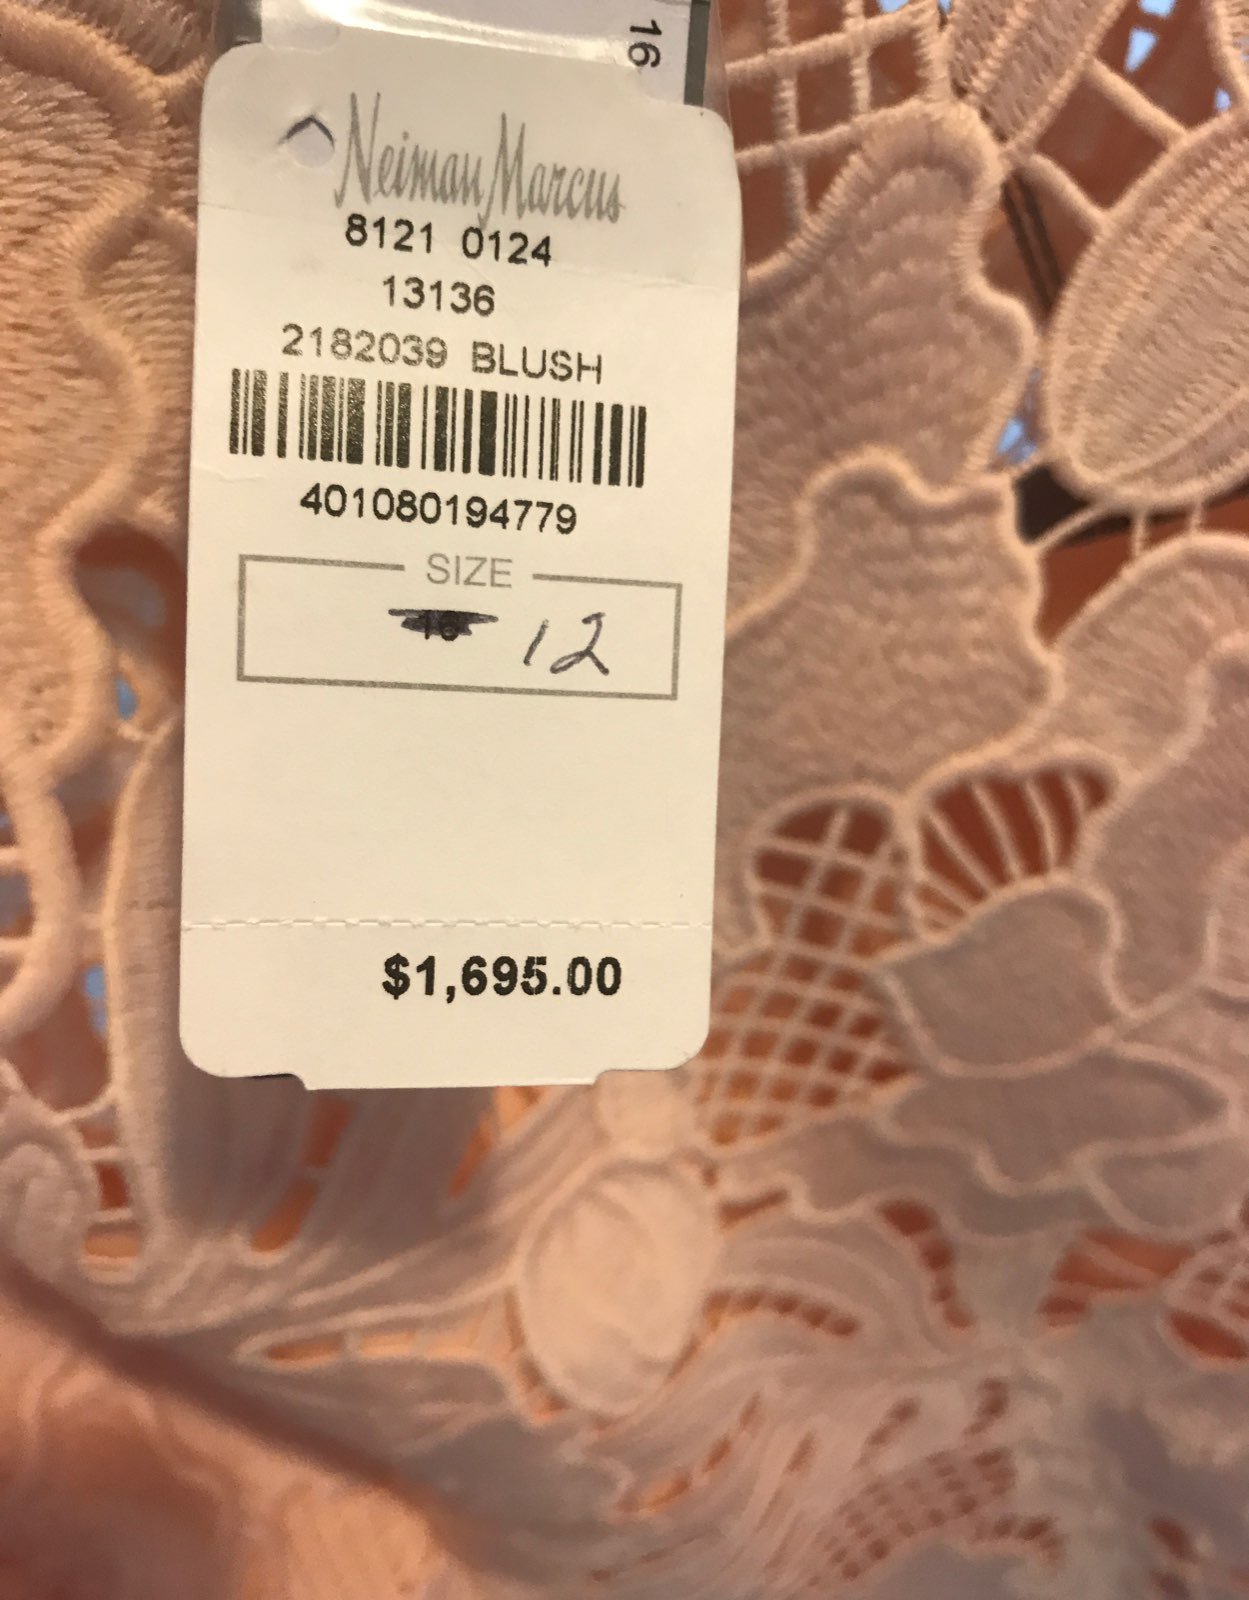 16
Neiman Marcus
8121 0124
13136
2182039 BLUSH
401080194779
SIZE
16 12
$1,695.00